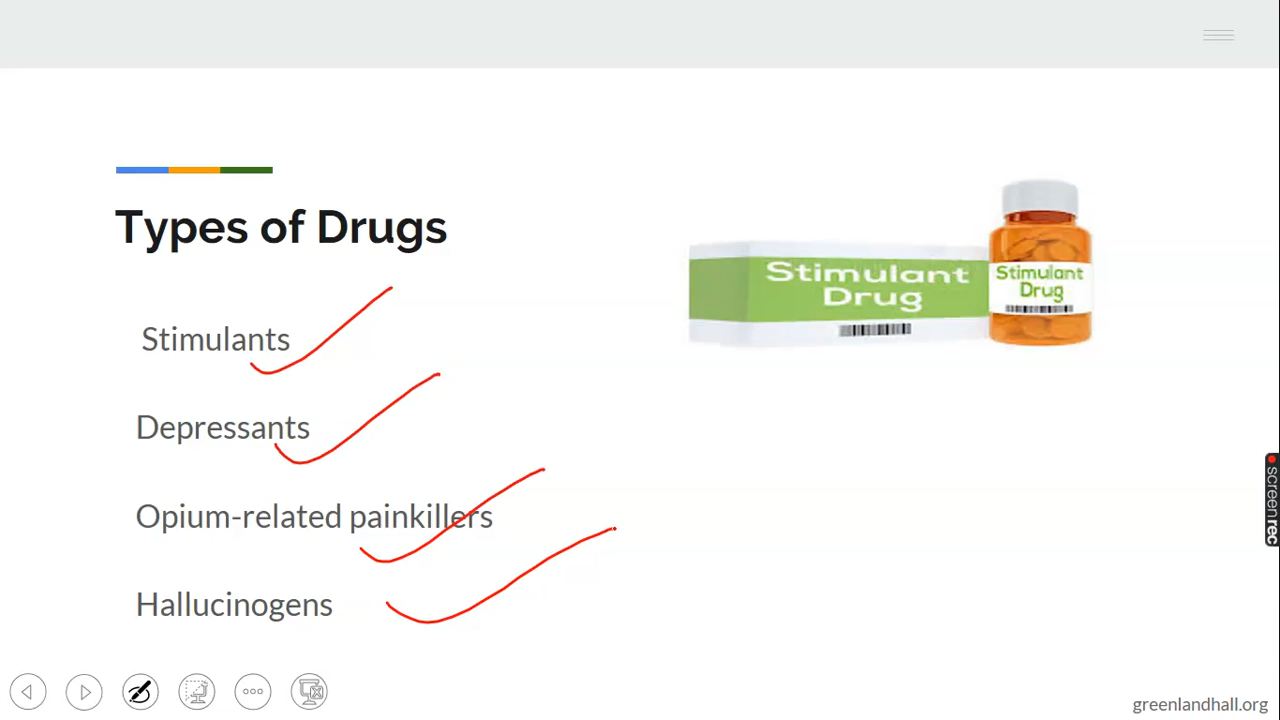 Types of Drugs
Stimulants
Depressants
Opium-related painkillers
Hallucinogens
Stimulant
Drug
Stimulant
Drug
screenrec
greenlandhall.org